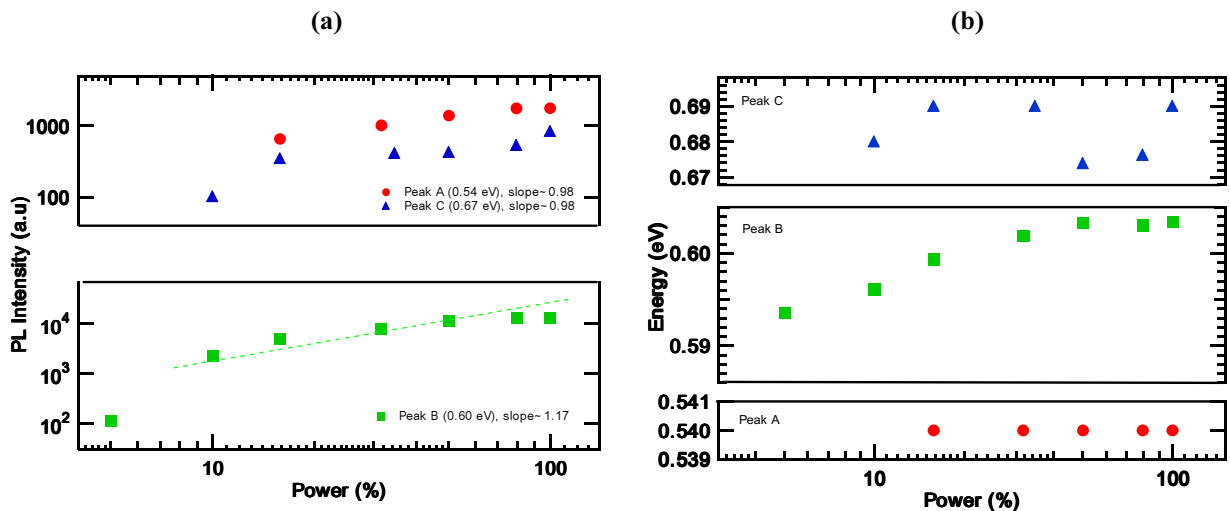 (a)
(b)
PL Intensity (a.u)
1000
100
Peak A (0.54 eV), slope~ 0.98
Peak C (0.67 eV), slope~ 0.98
10^4
10^3
10^2
Peak B (0.60 eV), slope~ 1.17
10
100
Power (%)
Energy (eV)
Peak C
0.69
0.68
0.67
Peak B
0.60
0.59
Peak A
0.541
0.540
0.539
10
100
Power (%)